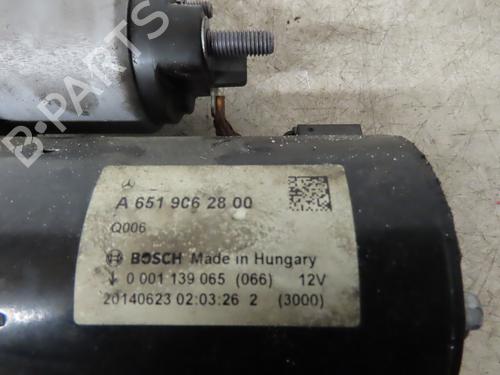 B-PARTS
A 651 906 28 00
Q006
BOSCH Made in Hungary
0 001 139 065 (066) 12V
20140623 02:03:26 2 (3000)